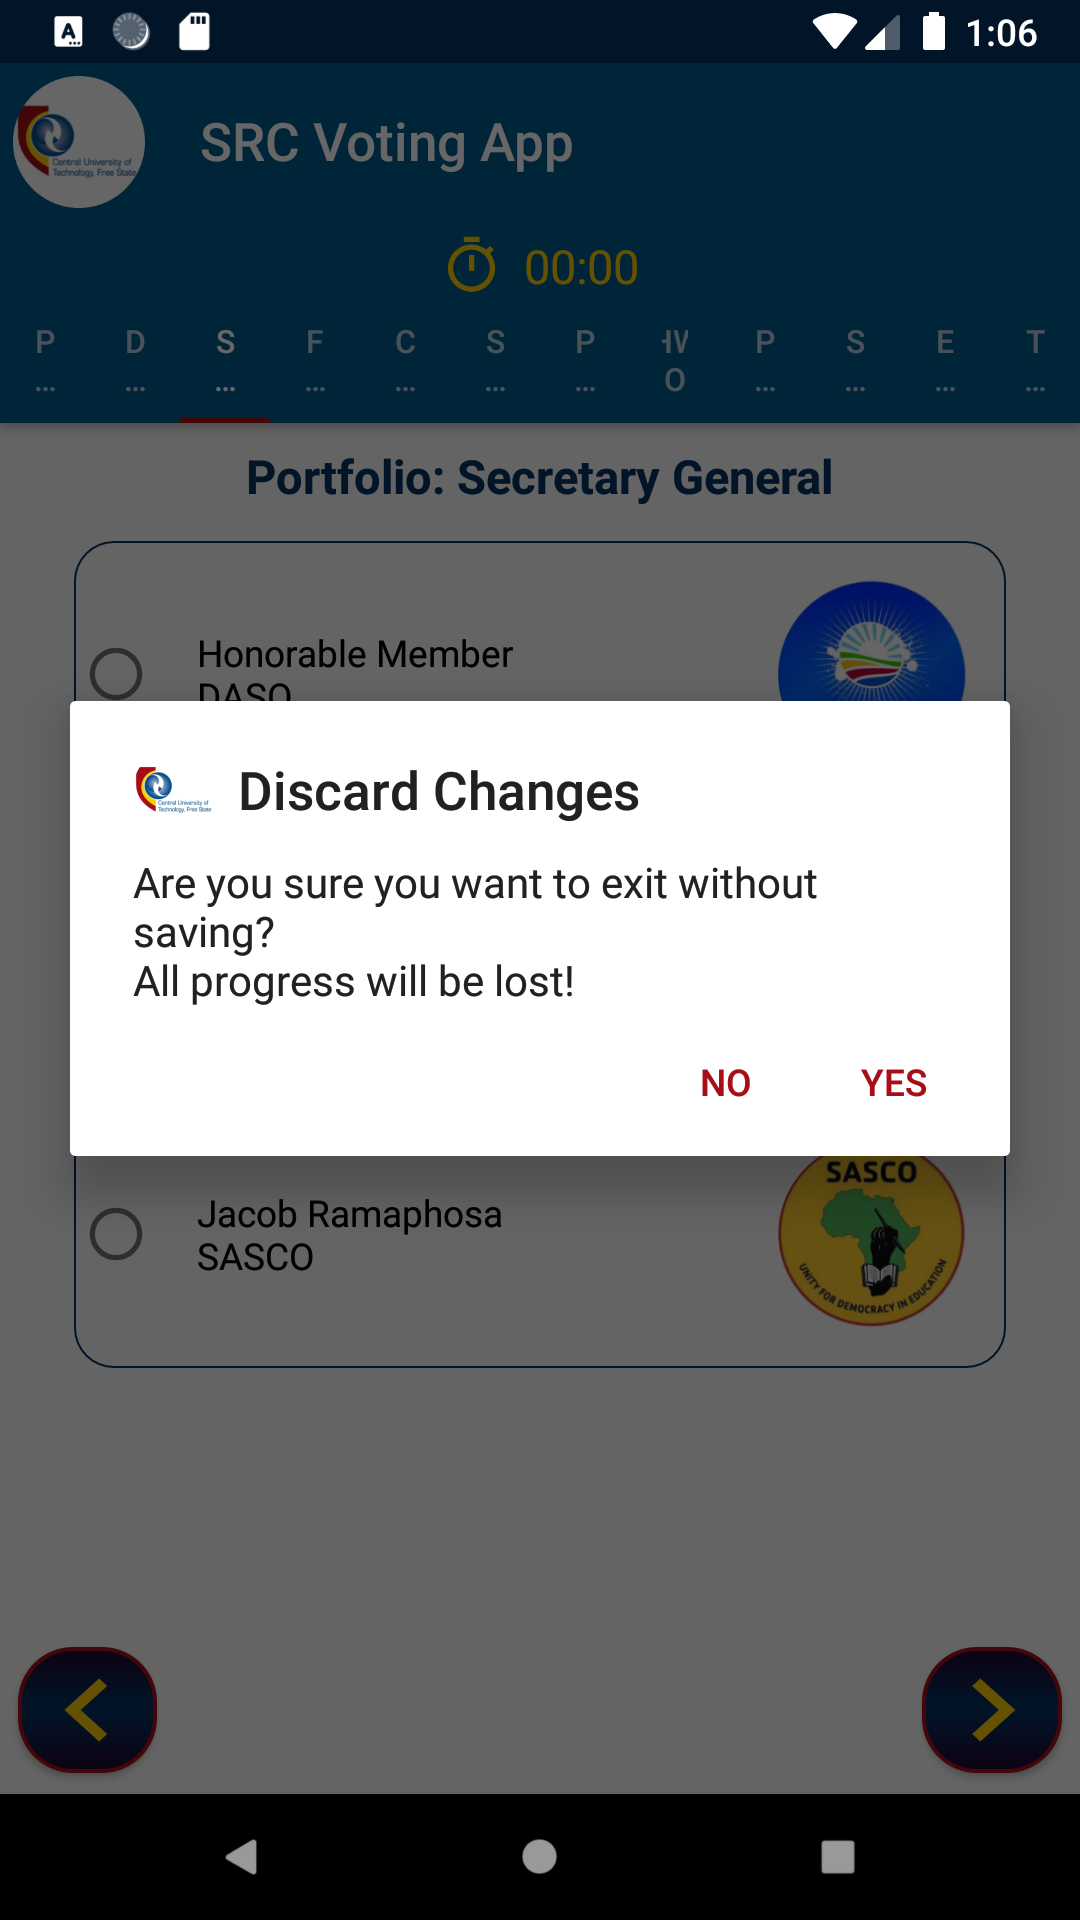 1:06
Central University of
Technology, Free State
SRC Voting App
00:00
P D S F C S P HW P S E T
... ... ... ... ... ... ... O ... ... ... ...
Portfolio: Secretary General
Honorable Member
DASO
Discard Changes
Central University of
Technology, Free State
Are you sure you want to exit without
saving?
All progress will be lost!
NO YES
SASCO
Jacob Ramaphosa
SASCO
UNITY FOR DEMOCRACY IN EDUCATION